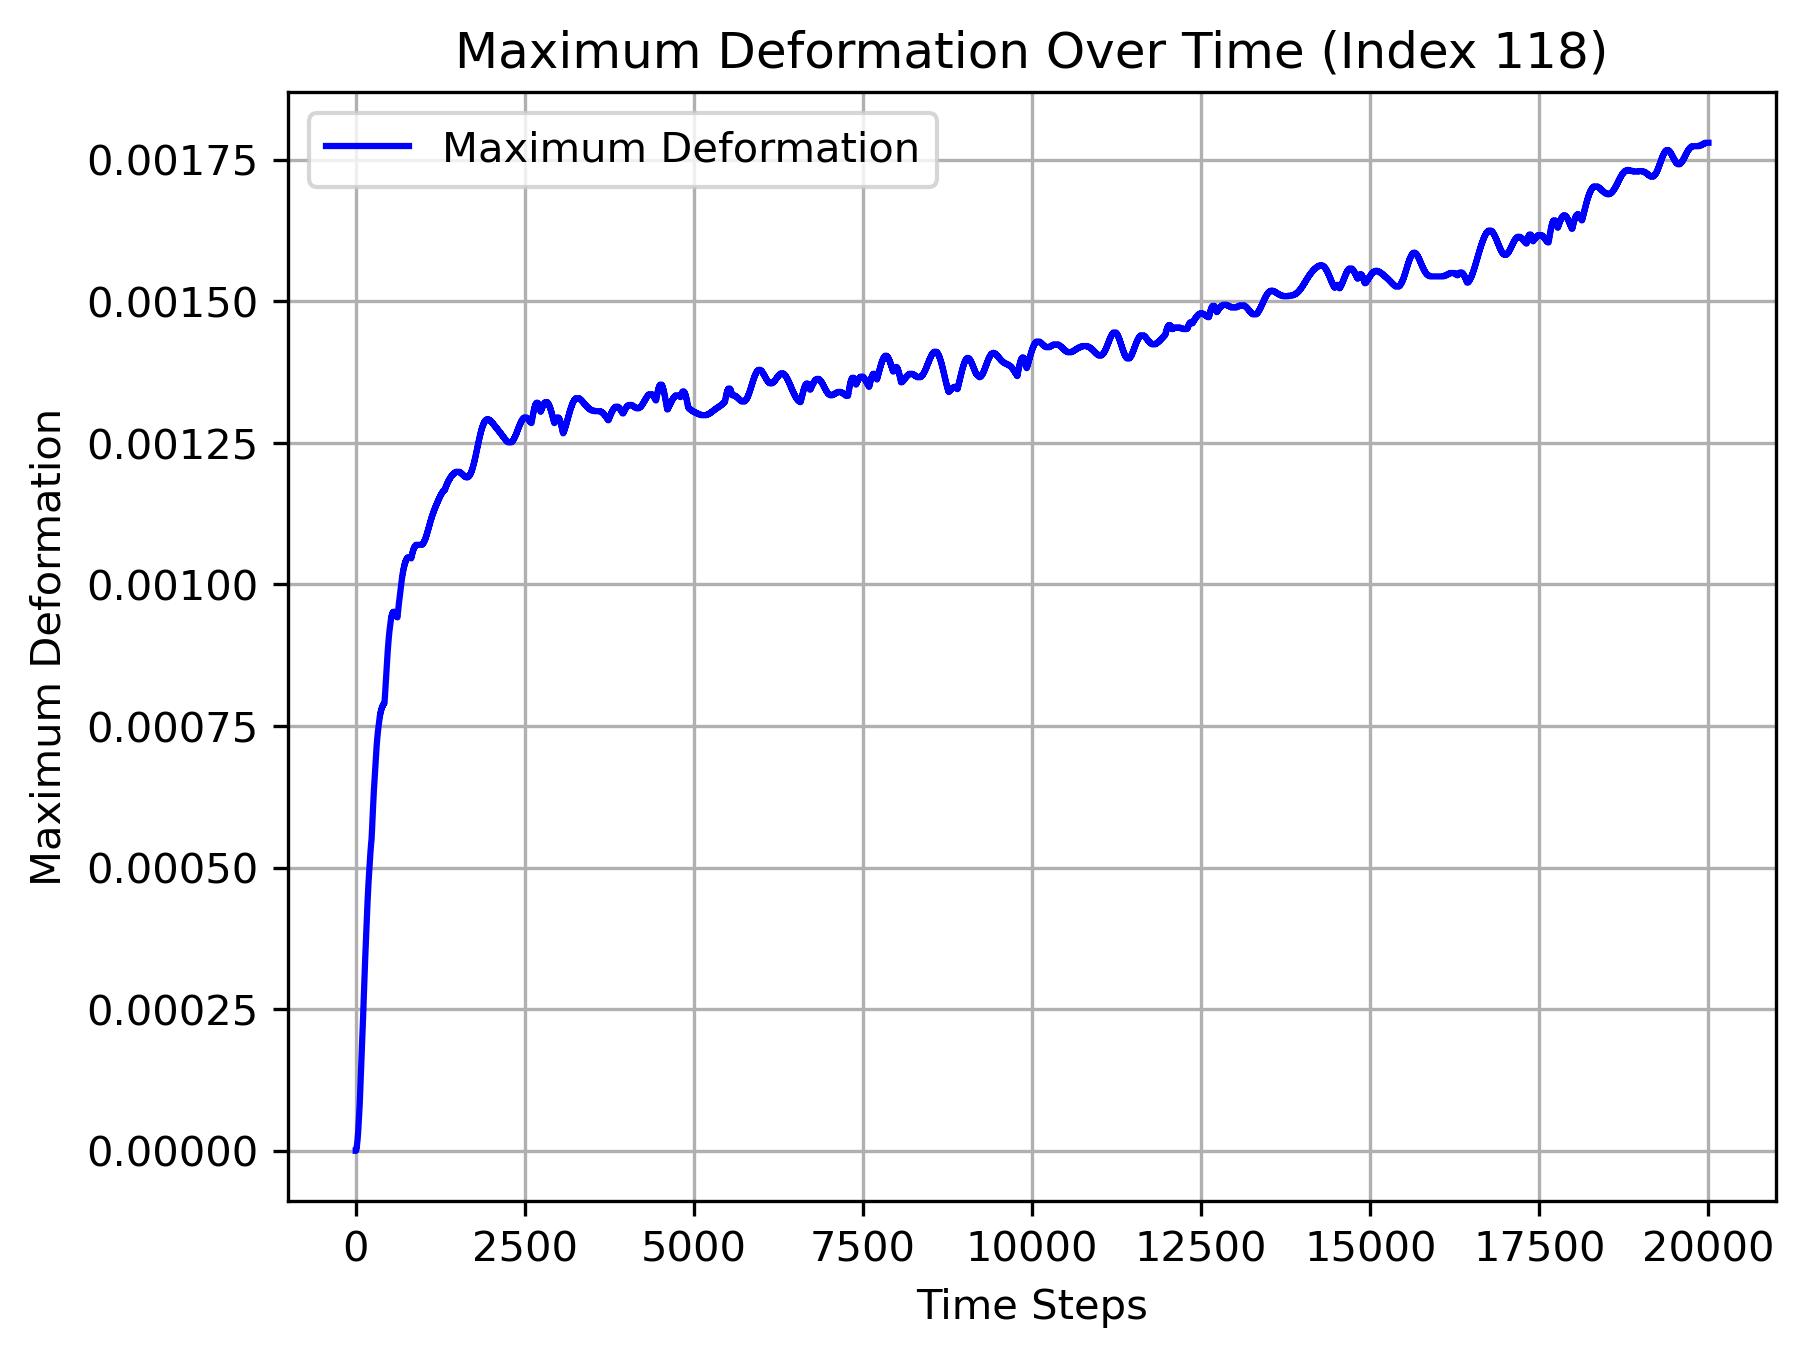 Maximum Deformation Over Time (Index 118)
Maximum Deformation
Maximum Deformation
0.00175
0.00150
0.00125
0.00100
0.00075
0.00050
0.00025
0.00000
0 2500 5000 7500 10000 12500 15000 17500 20000
Time Steps